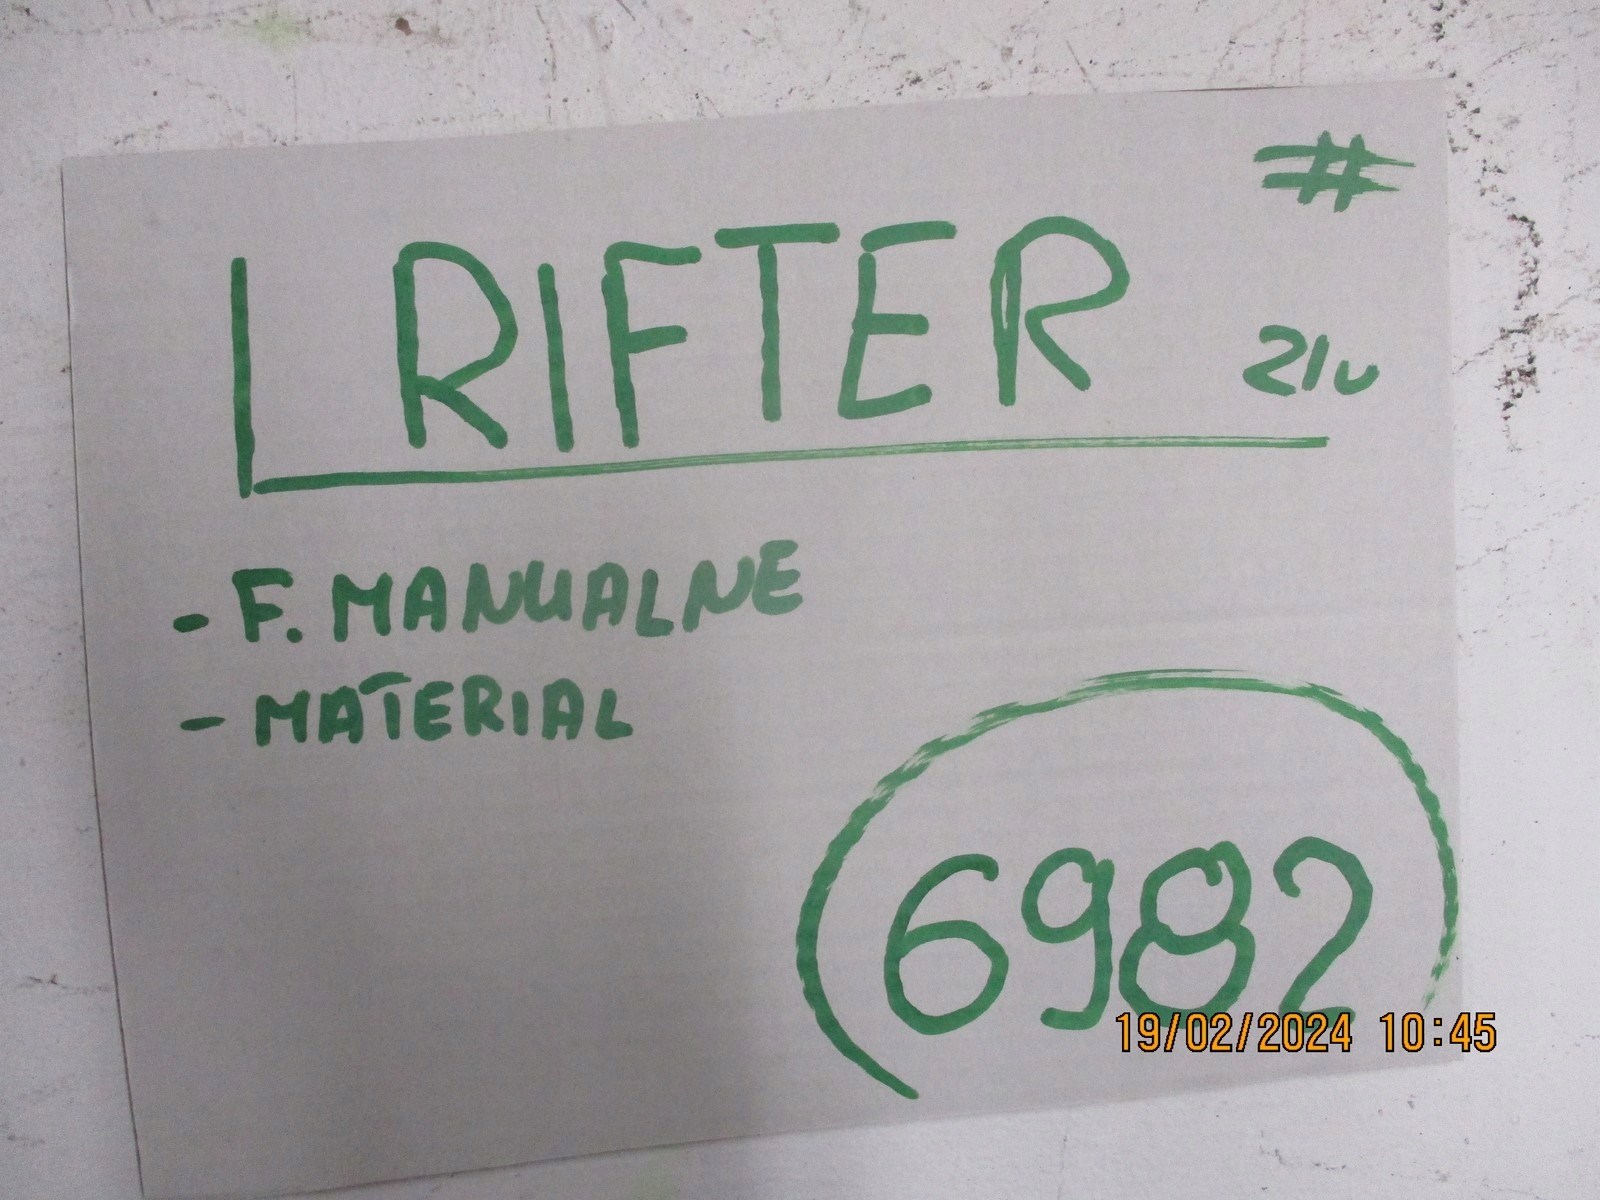 #
RIFTER
21u
- F. MANUALNE
- MATERIAL
6982
19/02/2024 10:45